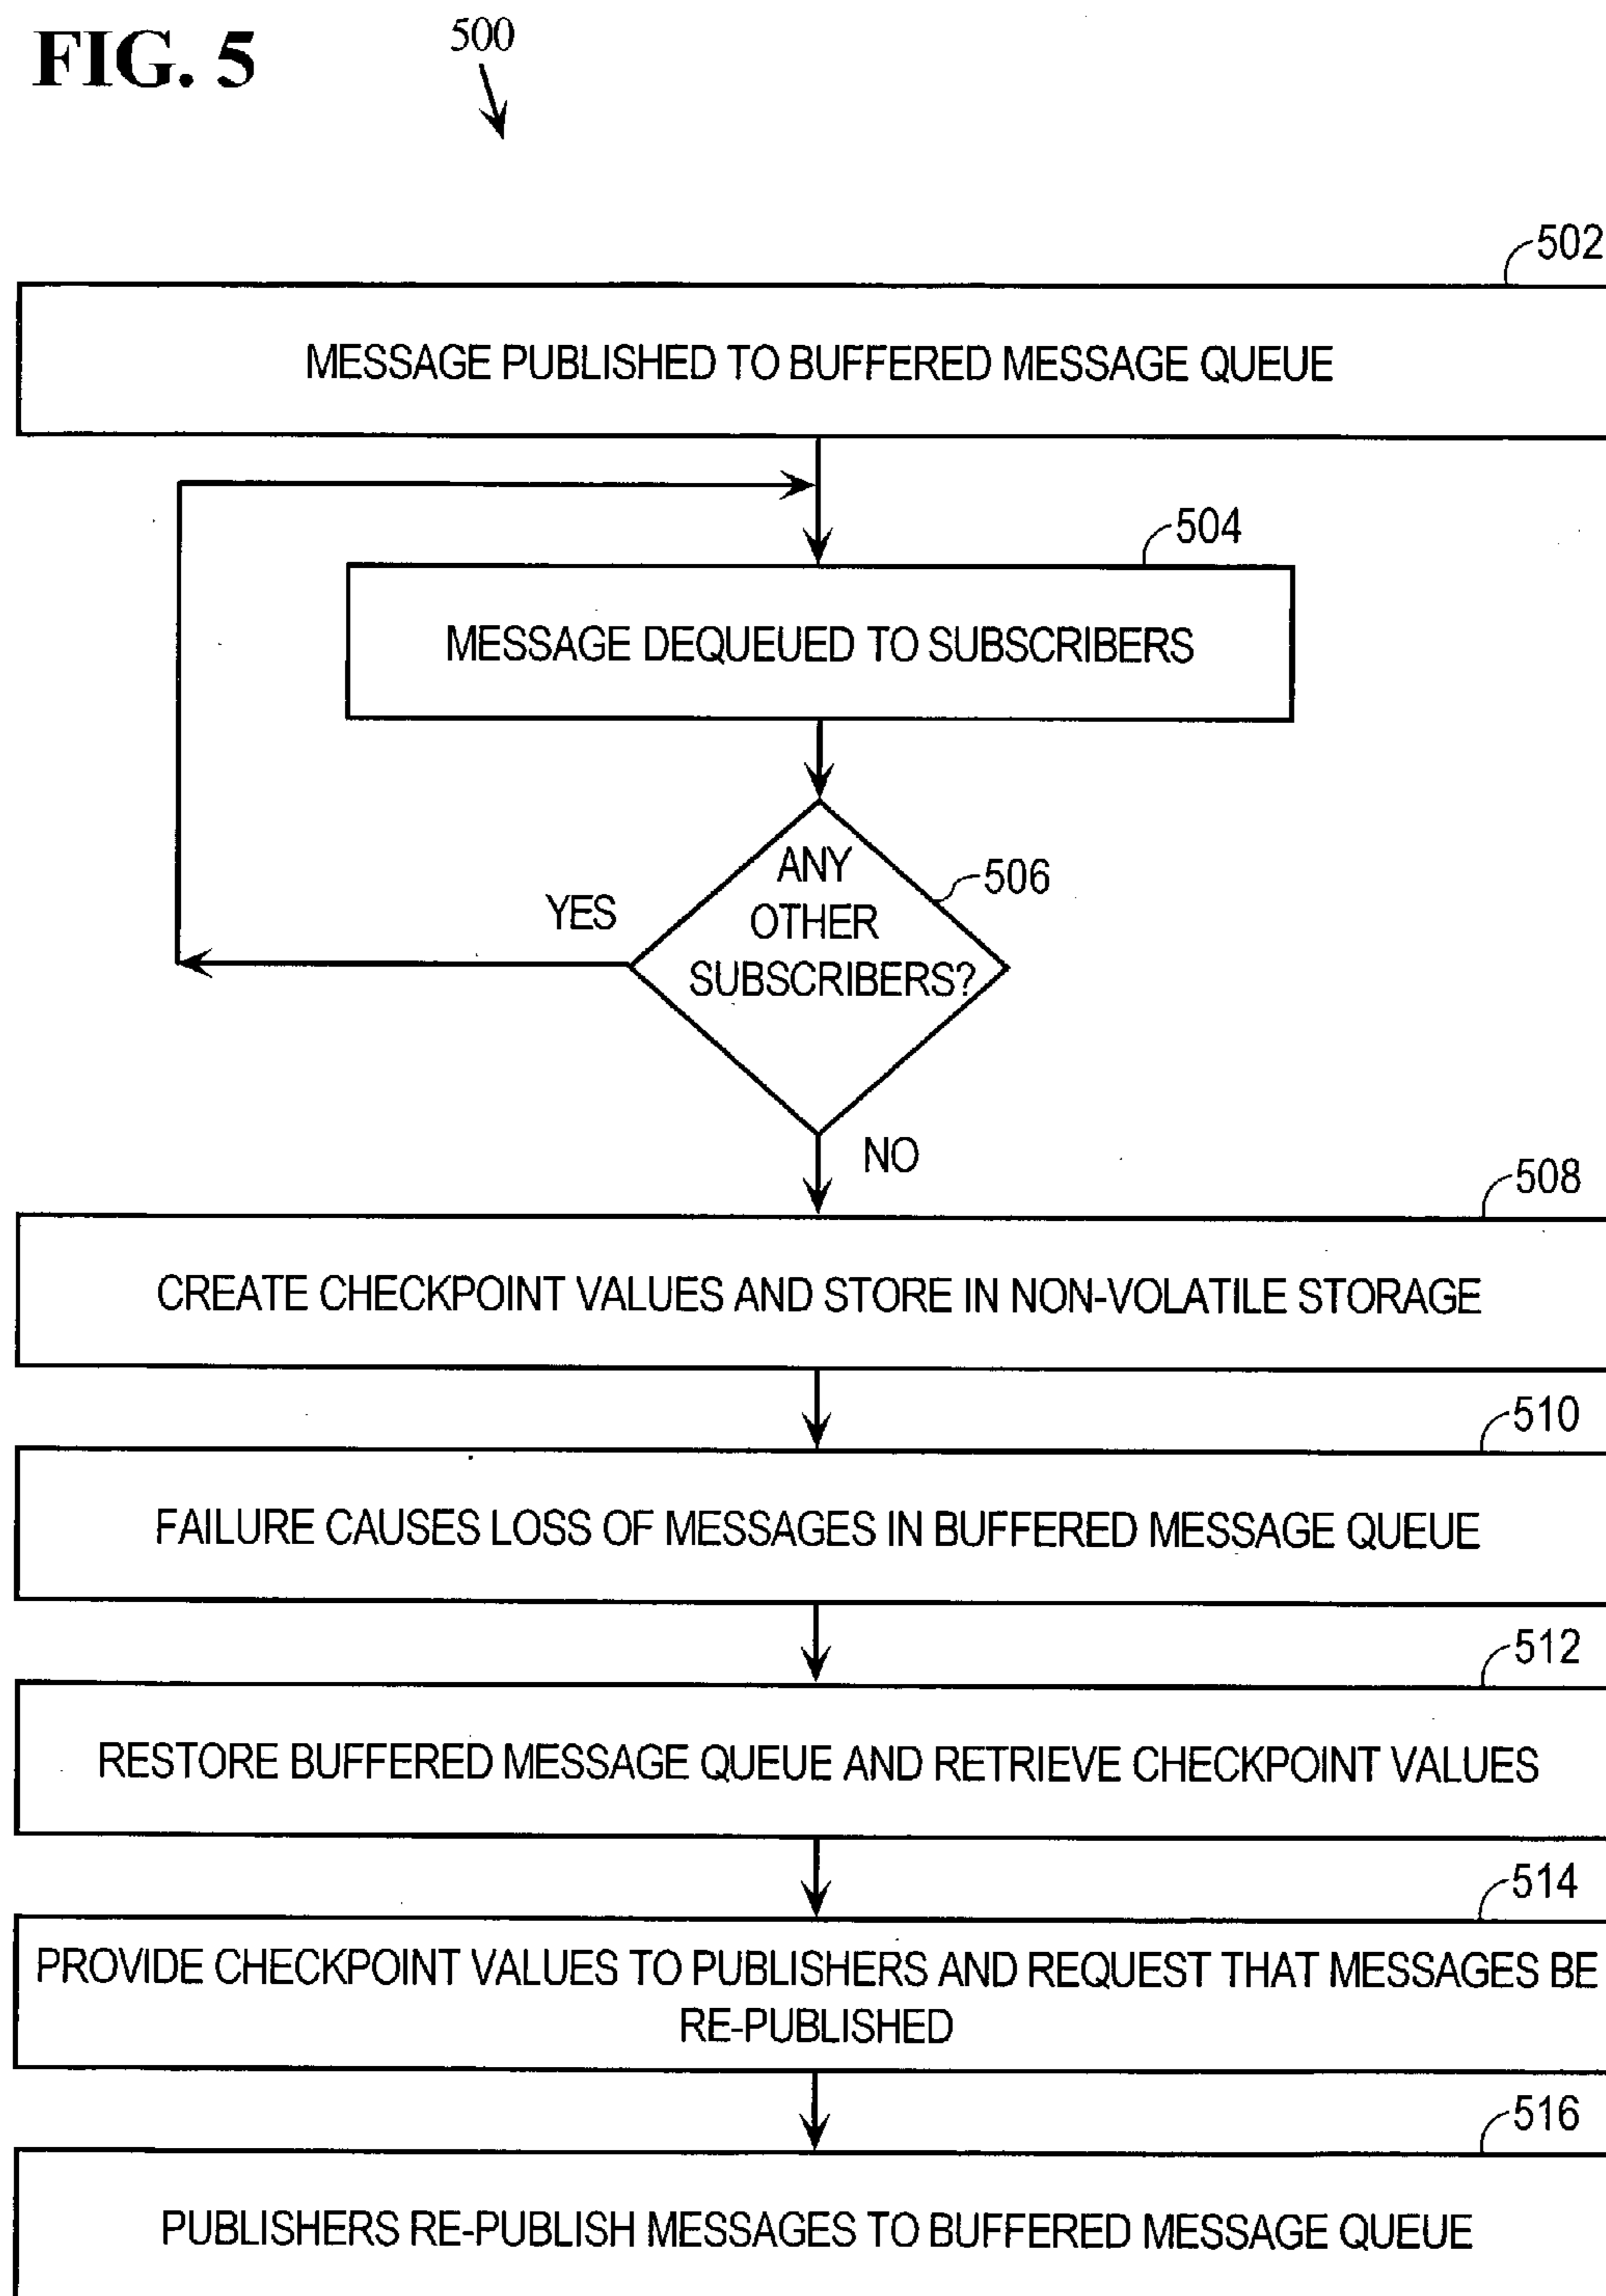 FIG. 5
500
502
MESSAGE PUBLISHED TO BUFFERED MESSAGE QUEUE
504
MESSAGE DEQUEUED TO SUBSCRIBERS
506
ANY
OTHER
SUBSCRIBERS?
YES
NO
508
CREATE CHECKPOINT VALUES AND STORE IN NON-VOLATILE STORAGE
510
FAILURE CAUSES LOSS OF MESSAGES IN BUFFERED MESSAGE QUEUE
512
RESTORE BUFFERED MESSAGE QUEUE AND RETRIEVE CHECKPOINT VALUES
514
PROVIDE CHECKPOINT VALUES TO PUBLISHERS AND REQUEST THAT MESSAGES BE
RE-PUBLISHED
516
PUBLISHERS RE-PUBLISH MESSAGES TO BUFFERED MESSAGE QUEUE